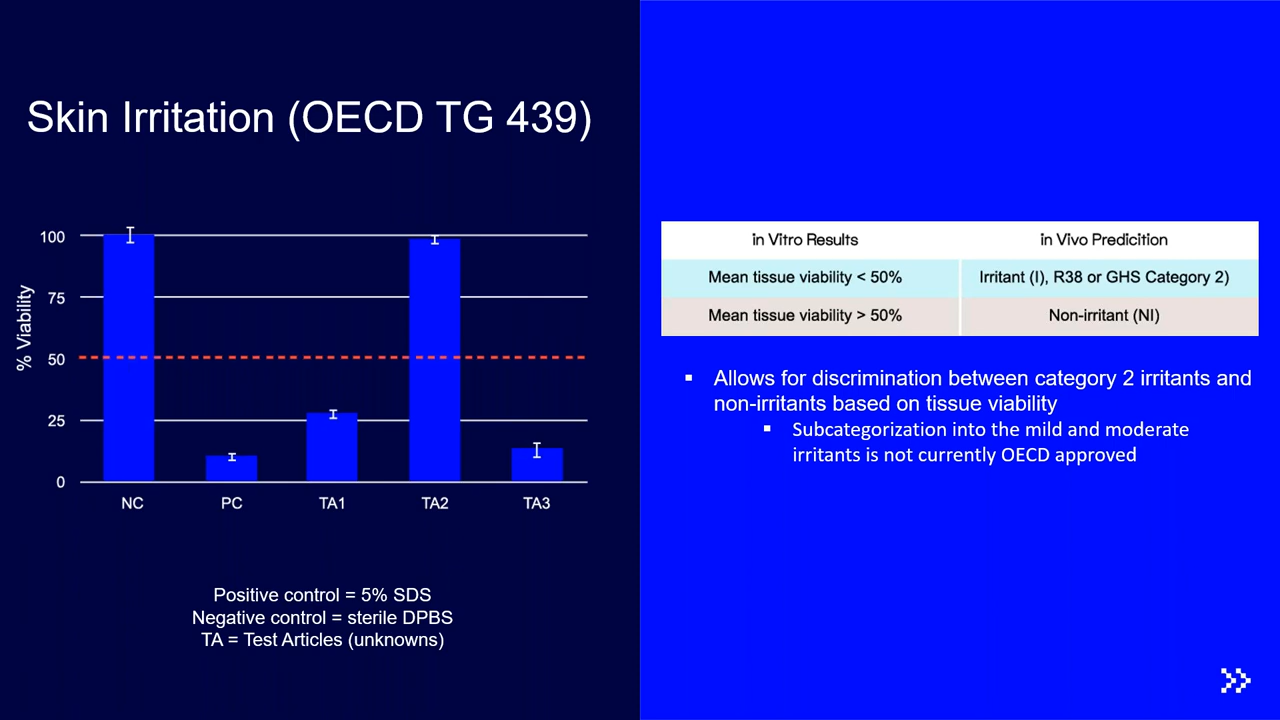 Skin Irritation (OECD TG 439)
100
75
50
25
0
% Viability
NC PC TA1 TA2 TA3
Positive control = 5% SDS
Negative control = sterile DPBS
TA = Test Articles (unknowns)
in Vitro Results in Vivo Predicition
Mean tissue viability < 50% Irritant (I), R38 or GHS Category 2)
Mean tissue viability > 50% Non-irritant (NI)
▪ Allows for discrimination between category 2 irritants and
non-irritants based on tissue viability
▪ Subcategorization into the mild and moderate
irritants is not currently OECD approved